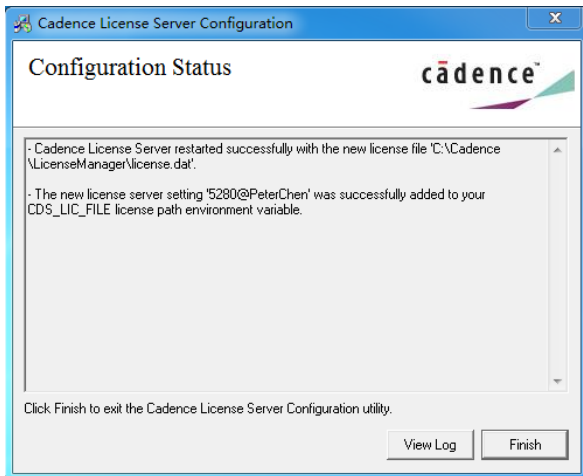 Cadence License Server Configuration
x
Configuration Status
cādence™
- Cadence License Server restarted successfully with the new license file 'C:\Cadence
\LicenseManager\license.dat'.
- The new license server setting '5280@PeterChen' was successfully added to your
CDS_LIC_FILE license path environment variable.
Click Finish to exit the Cadence License Server Configuration utility.
View Log
Finish